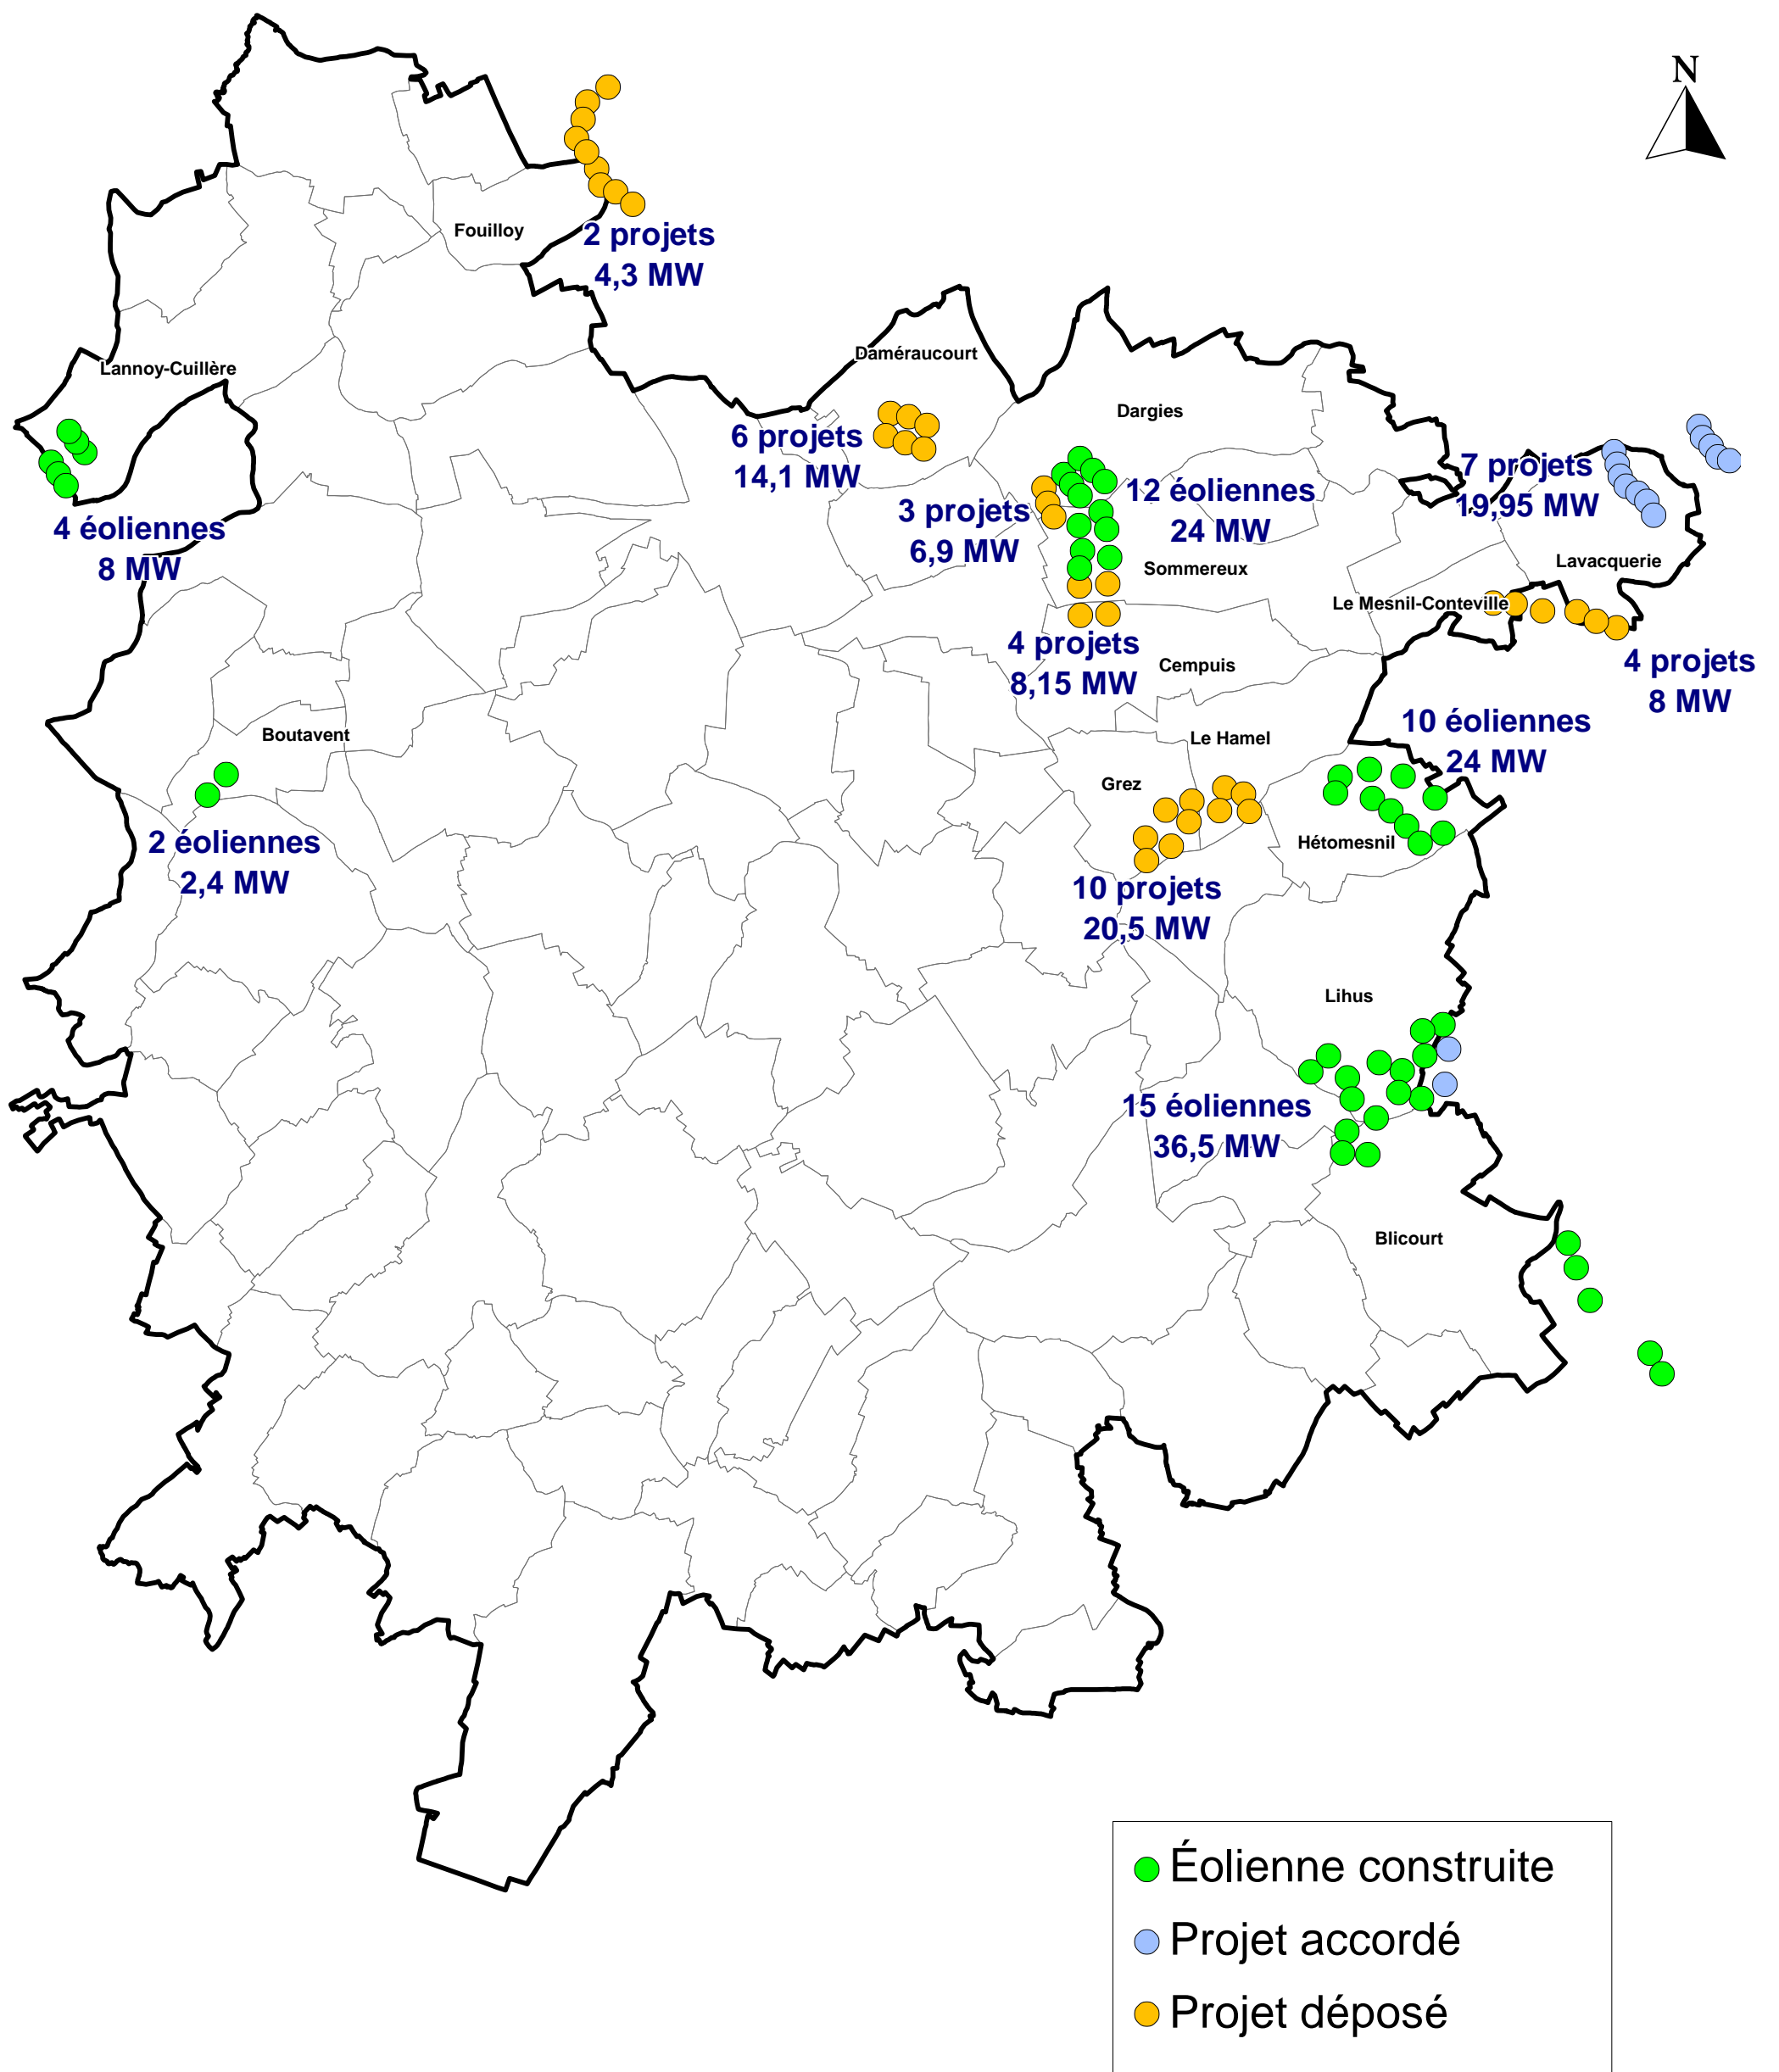 N
Fouilloy
2 projets
4,3 MW
Lannoy-Cuillère
4 éoliennes
8 MW
Daméraucourt
6 projets
14,1 MW
Dargies
12 éoliennes
24 MW
3 projets
6,9 MW
Sommereux
7 projets
19,95 MW
Lavacquerie
Le Mesnil-Conteville
4 projets
8 MW
4 projets
8,15 MW
Cempuis
Boutavent
2 éoliennes
2,4 MW
Le Hamel
Grez
10 éoliennes
24 MW
Hétomesnil
10 projets
20,5 MW
Lihus
15 éoliennes
36,5 MW
Blicourt
Éolienne construite
Projet accordé
Projet déposé